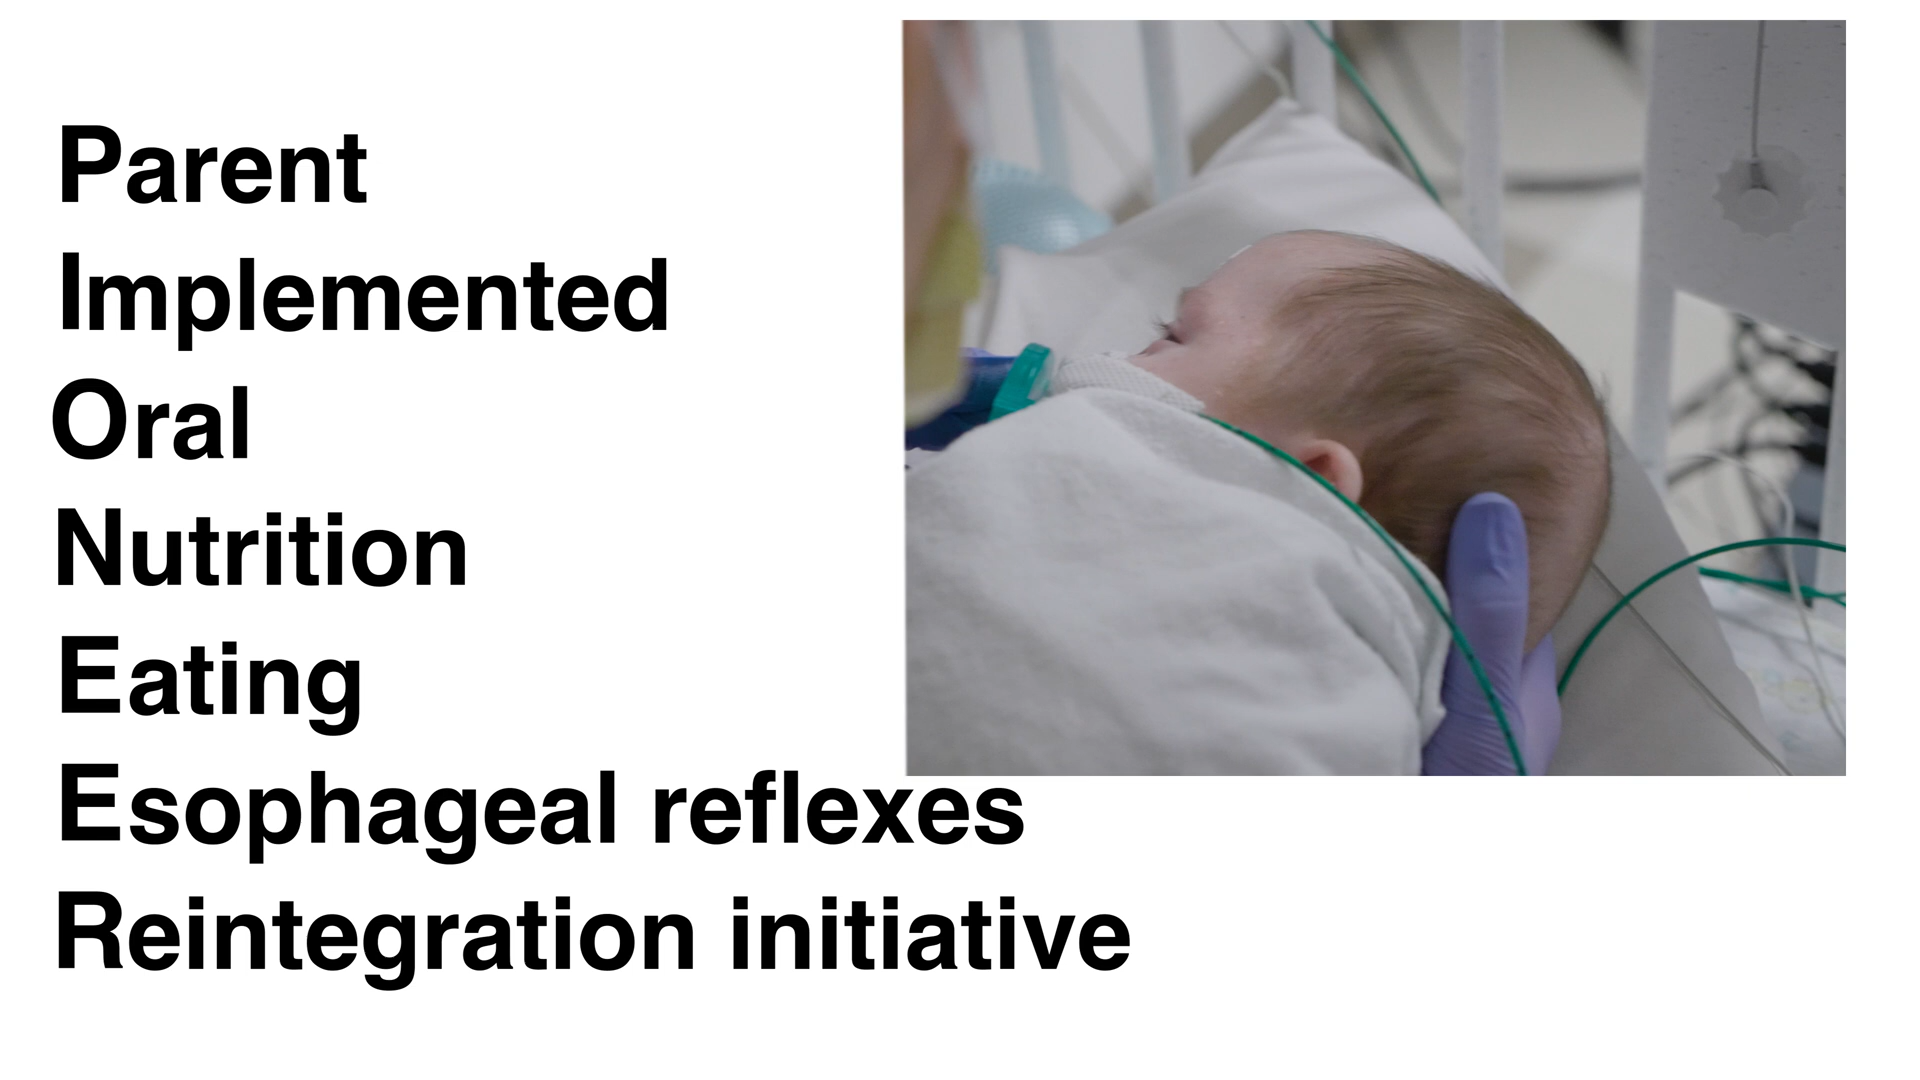 Parent
Implemented
Oral
Nutrition
Eating
Esophageal reflexes
Reintegration initiative